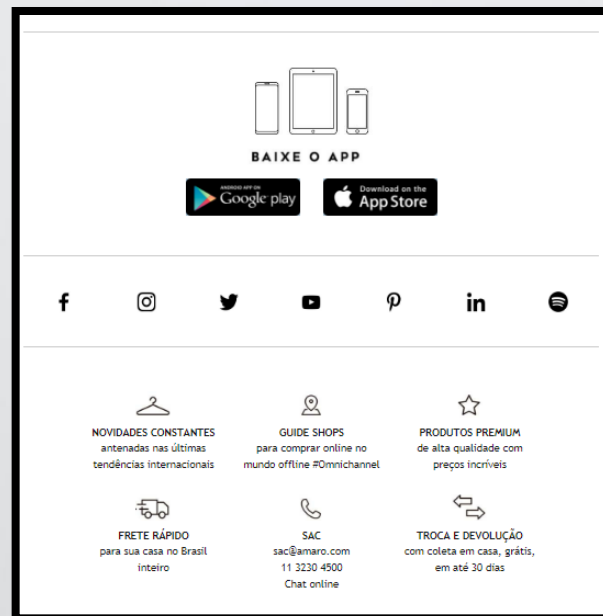 BAIXE O APP
ANDROID APP ON
Google play
Download on the
App Store
NOVIDADES CONSTANTES
antenadas nas últimas
tendências internacionais
GUIDE SHOPS
para comprar online no
mundo offline #Omnichannel
PRODUTOS PREMIUM
de alta qualidade com
preços incríveis
FRETE RÁPIDO
para sua casa no Brasil
inteiro
SAC
sac@amaro.com
11 3230 4500
Chat online
TROCA E DEVOLUÇÃO
com coleta em casa, grátis,
em até 30 dias